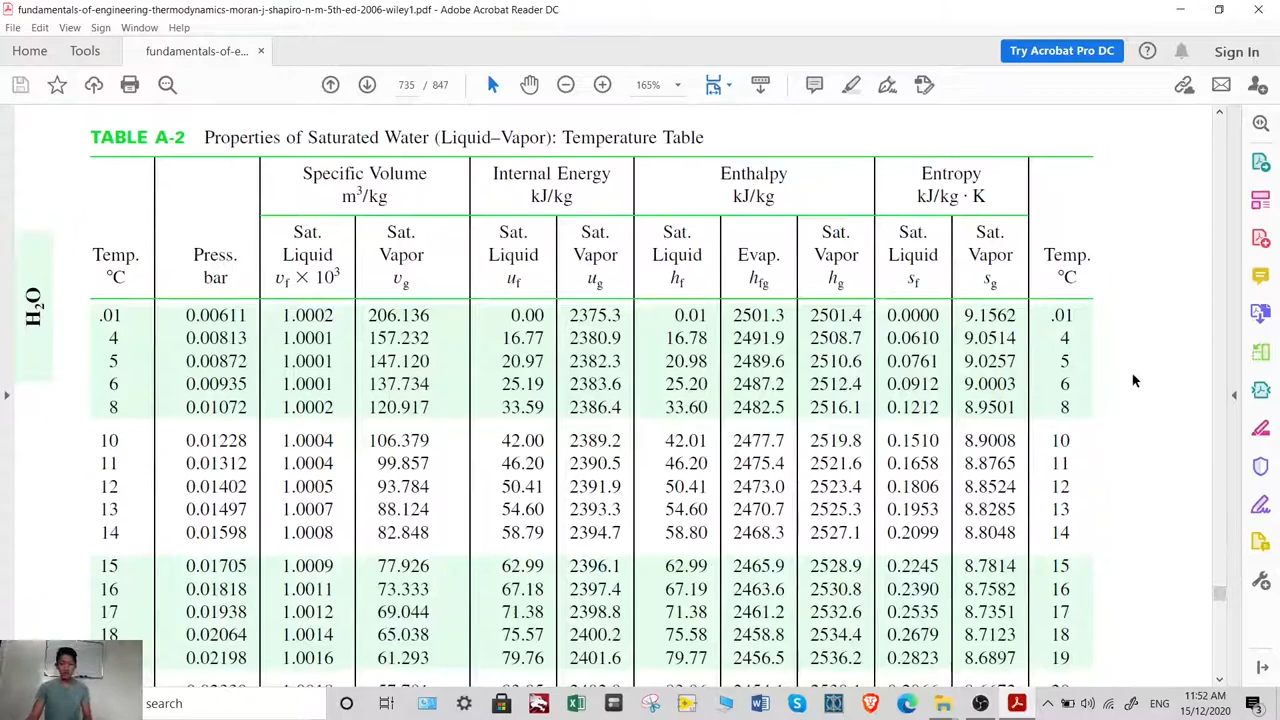 fundamentals-of-engineering-thermodynamics-moran-j-shapiro-n-m-5th-ed-2006-wiley1.pdf - Adobe Acrobat Reader DC
File Edit View Sign Window Help
Home Tools fundamentals-of-e... × Try Acrobat Pro DC Sign In
735 / 847 165%
TABLE A-2 Properties of Saturated Water (Liquid–Vapor): Temperature Table
Specific Volume Internal Energy Enthalpy Entropy
m³/kg kJ/kg kJ/kg kJ/kg · K
Sat. Sat. Sat. Sat. Sat. Sat. Sat. Sat.
Temp. Press. Liquid Vapor Liquid Vapor Liquid Evap. Vapor Liquid Vapor Temp.
°C bar vf × 10³ vg uf ug hf hfg hg sf sg °C
H₂O
.01 0.00611 1.0002 206.136 0.00 2375.3 0.01 2501.3 2501.4 0.0000 9.1562 .01
4 0.00813 1.0001 157.232 16.77 2380.9 16.78 2491.9 2508.7 0.0610 9.0514 4
5 0.00872 1.0001 147.120 20.97 2382.3 20.98 2489.6 2510.6 0.0761 9.0257 5
6 0.00935 1.0001 137.734 25.19 2383.6 25.20 2487.2 2512.4 0.0912 9.0003 6
8 0.01072 1.0002 120.917 33.59 2386.4 33.60 2482.5 2516.1 0.1212 8.9501 8
10 0.01228 1.0004 106.379 42.00 2389.2 42.01 2477.7 2519.8 0.1510 8.9008 10
11 0.01312 1.0004 99.857 46.20 2390.5 46.20 2475.4 2521.6 0.1658 8.8765 11
12 0.01402 1.0005 93.784 50.41 2391.9 50.41 2473.0 2523.4 0.1806 8.8524 12
13 0.01497 1.0007 88.124 54.60 2393.3 54.60 2470.7 2525.3 0.1953 8.8285 13
14 0.01598 1.0008 82.848 58.79 2394.7 58.80 2468.3 2527.1 0.2099 8.8048 14
15 0.01705 1.0009 77.926 62.99 2396.1 62.99 2465.9 2528.9 0.2245 8.7814 15
16 0.01818 1.0011 73.333 67.18 2397.4 67.19 2463.6 2530.8 0.2390 8.7582 16
17 0.01938 1.0012 69.044 71.38 2398.8 71.38 2461.2 2532.6 0.2535 8.7351 17
18 0.02064 1.0014 65.038 75.57 2400.2 75.58 2458.8 2534.4 0.2679 8.7123 18
0.02198 1.0016 61.293 79.76 2401.6 79.77 2456.5 2536.2 0.2823 8.6897 19
search ENG 11:52 AM
15/12/2020 3